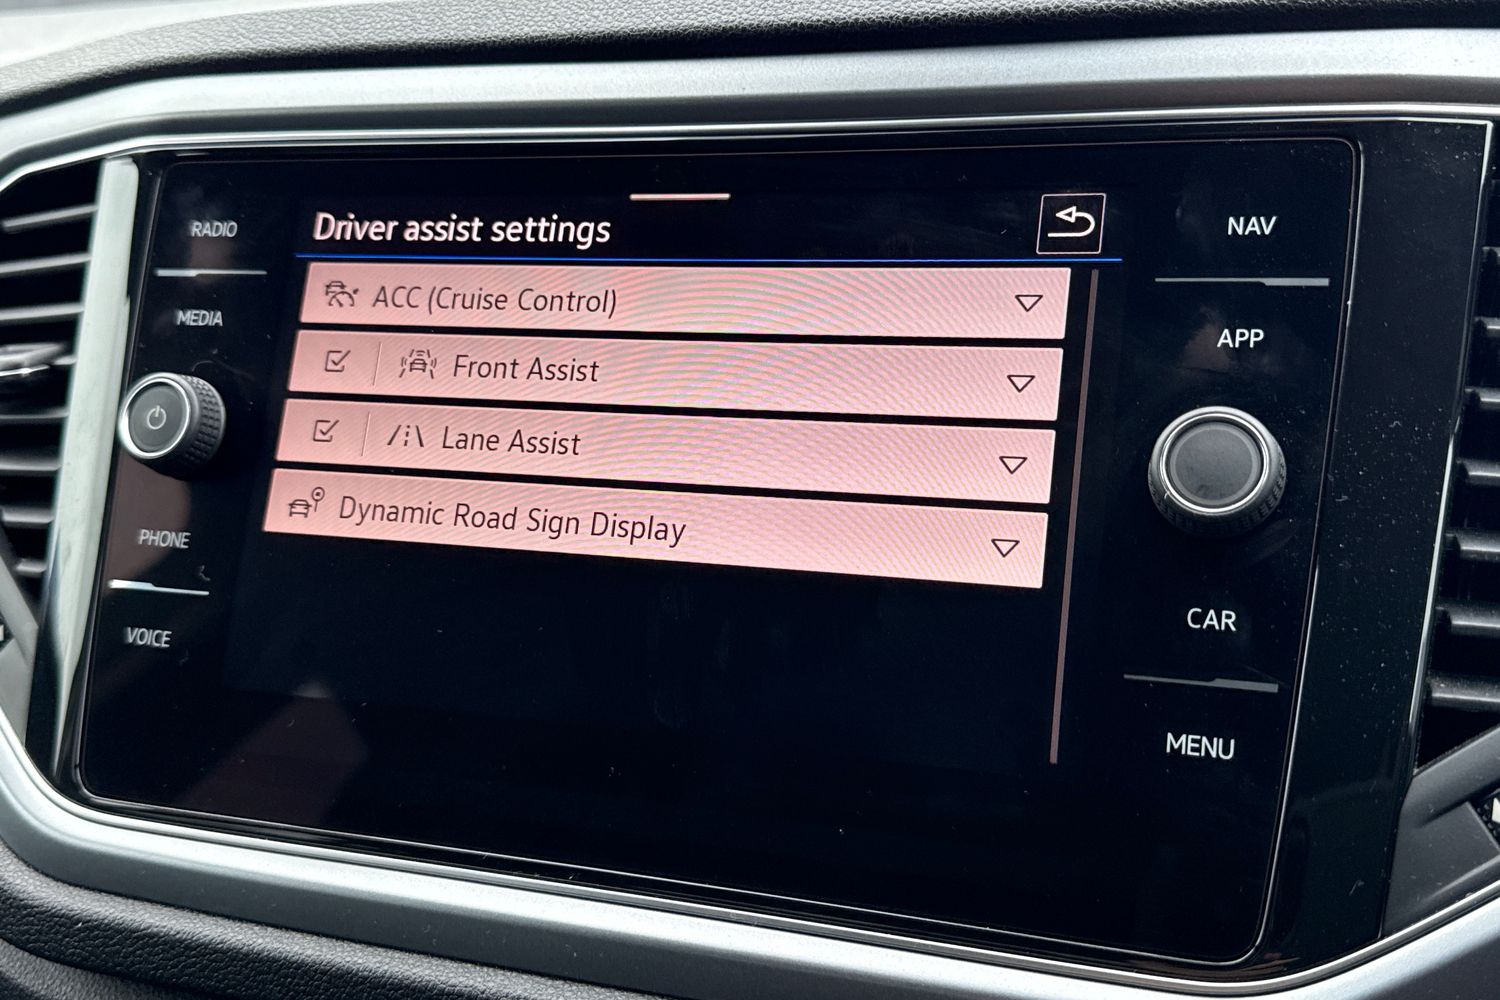 Driver assist settings
ACC (Cruise Control)
Front Assist
Lane Assist
Dynamic Road Sign Display
RADIO
MEDIA
PHONE
VOICE
NAV
APP
CAR
MENU